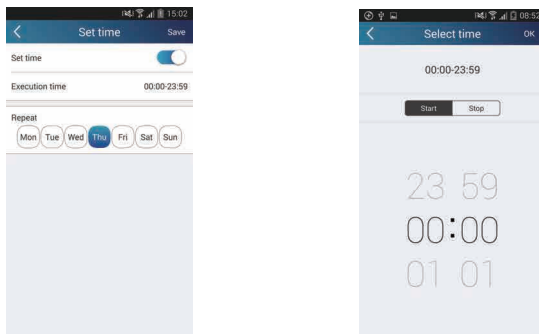 15:02
Set time
Save
Set time
Execution time
00:00-23:59
Repeat
Mon
Tue
Wed
Thu
Fri
Sat
Sun
08:52
Select time
OK
00:00-23:59
Start
Stop
23 59
00:00
01 01